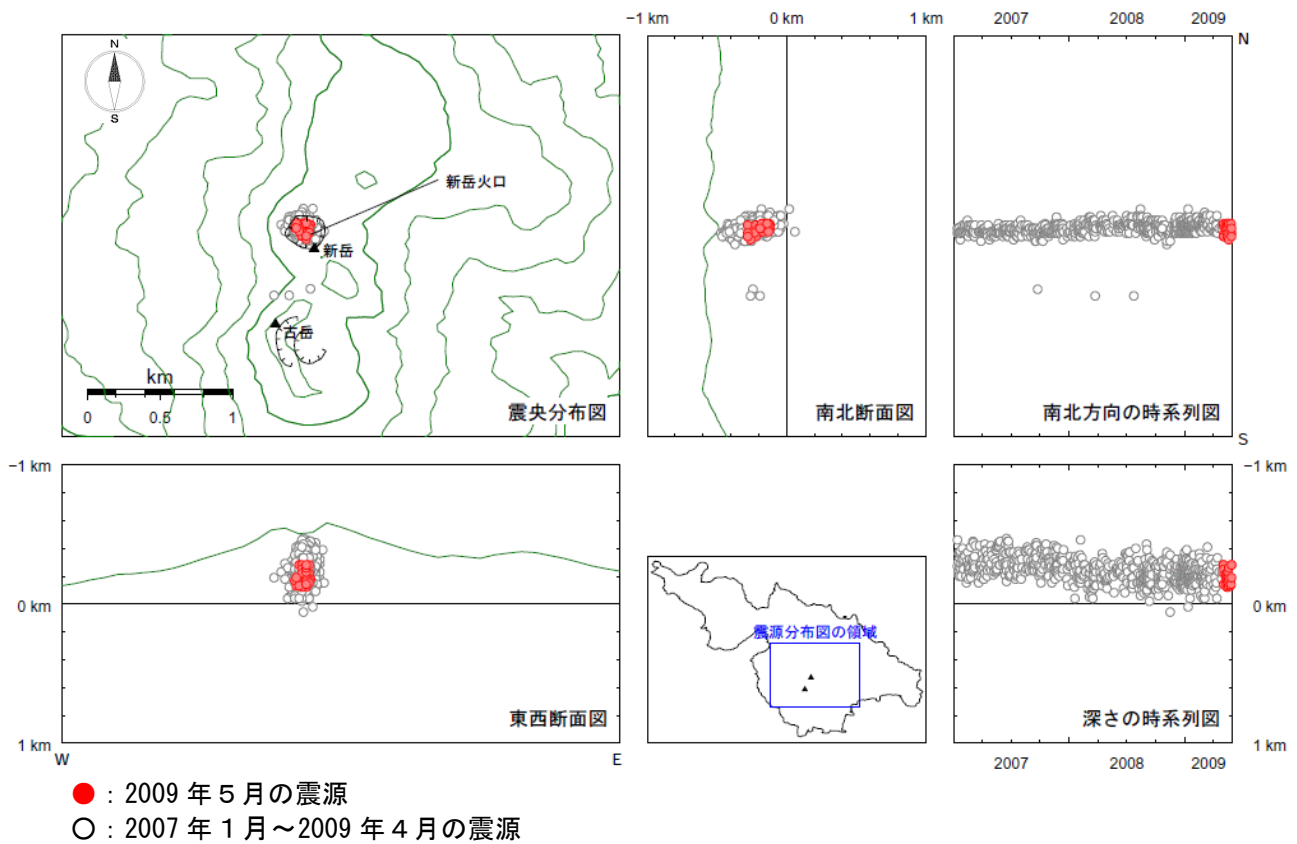 −1 km 0 km 1 km 2007 2008 2009
N
S
新岳火口
新岳
古岳
km
0 0.5 1
震央分布図
南北断面図
南北方向の時系列図
N
S
−1 km
0 km
1 km
W E
東西断面図
震源分布図の領域
深さの時系列図
−1 km
0 km
1 km
2007 2008 2009
：2009 年５月の震源
：2007 年１月～2009 年４月の震源